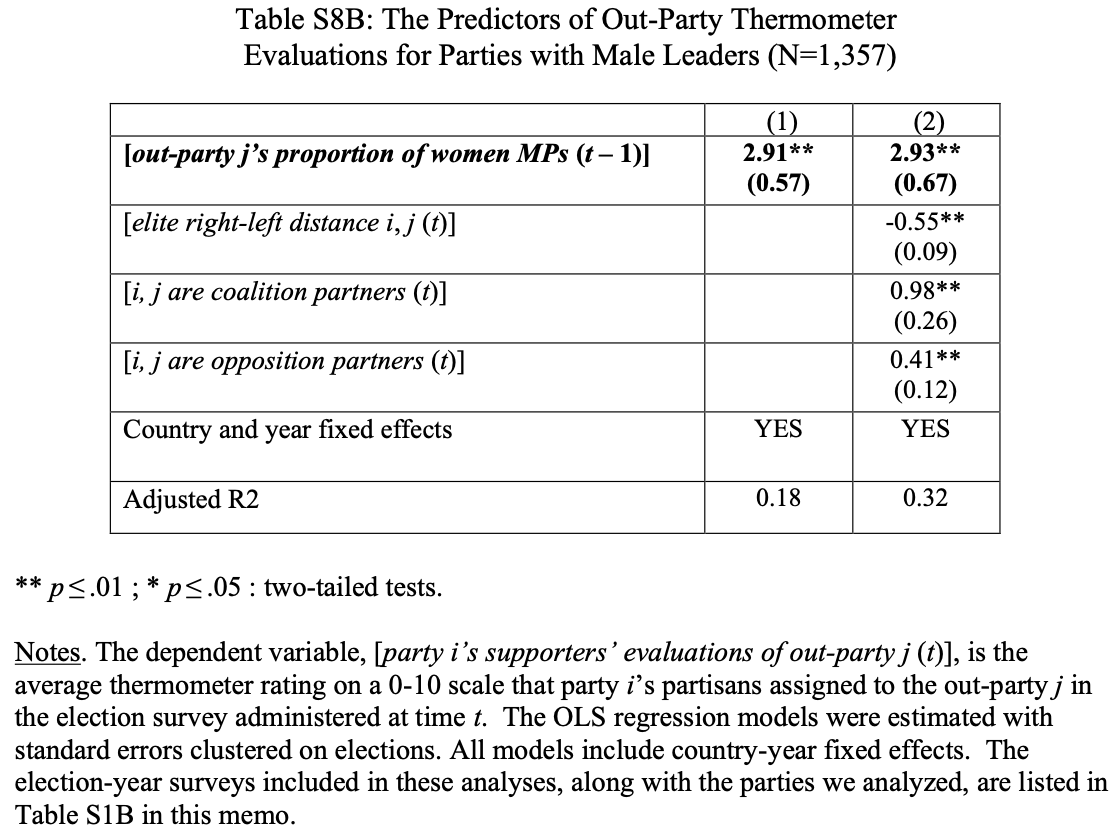 Table S8B: The Predictors of Out-Party Thermometer
Evaluations for Parties with Male Leaders (N=1,357)
(1) (2)
[out-party j's proportion of women MPs (t – 1)] 2.91** 2.93**
(0.57) (0.67)
[elite right-left distance i, j (t)] -0.55**
(0.09)
[i, j are coalition partners (t)] 0.98**
(0.26)
[i, j are opposition partners (t)] 0.41**
(0.12)
Country and year fixed effects YES YES
Adjusted R2 0.18 0.32
** p≤.01 ; * p≤.05 : two-tailed tests.
Notes. The dependent variable, [party i's supporters' evaluations of out-party j (t)], is the
average thermometer rating on a 0-10 scale that party i's partisans assigned to the out-party j in
the election survey administered at time t. The OLS regression models were estimated with
standard errors clustered on elections. All models include country-year fixed effects. The
election-year surveys included in these analyses, along with the parties we analyzed, are listed in
Table S1B in this memo.